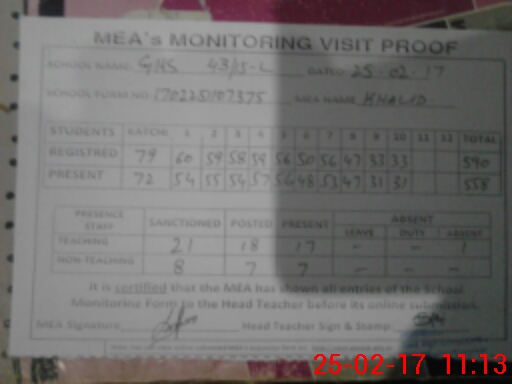 MEA's MONITORING VISIT PROOF
SCHOOL NAME: GHS 43/5-L DATED: 25-02-17
SCHOOL FORM NO: 170225107375 MEA NAME: KHALID
STUDENTS KATCHI 1 2 3 4 5 6 7 8 9 10 11 12 TOTAL
REGISTRED 79 60 59 58 59 56 50 56 47 33 33 590
PRESENT 72 54 55 54 57 56 48 53 47 31 31 558
PRESENCE STAFF SANCTIONED POSTED PRESENT ABSENT
LEAVE DUTY ABSENT
TEACHING 21 18 17 - - 1
NON-TEACHING 8 7 7 - - -
It is certified that the MEA has shown all entries of the School
Monitoring Form to the Head Teacher before its online submission.
MEA Signature, Head Teacher Sign & Stamp:
25-02-17 11:13